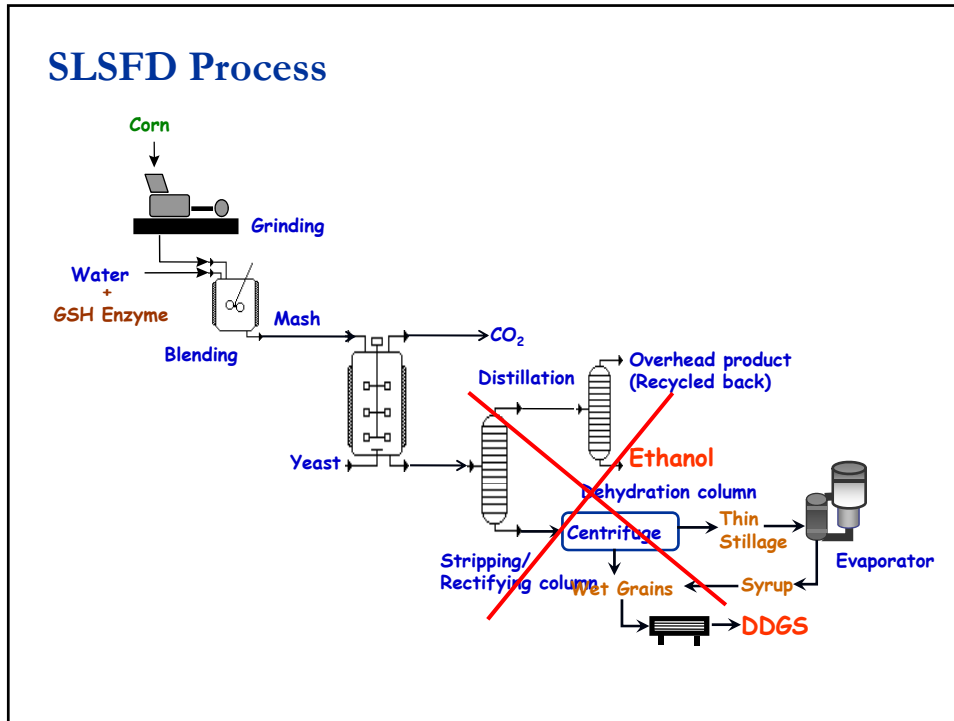 SLSFD Process
Corn
Grinding
Water
+
GSH Enzyme
Mash
Blending
CO2
Overhead product
(Recycled back)
Distillation
Yeast
Ethanol
Dehydration column
Centrifuge
Thin
Stillage
Evaporator
Stripping/
Rectifying column
Wet Grains
Syrup
DDGS